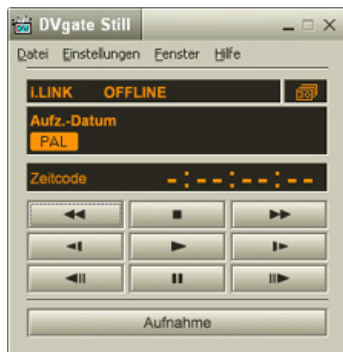 DVgate Still
Datei Einstellungen Fenster Hilfe
i.LINK OFFLINE
Aufz.-Datum
PAL
Zeitcode - : - - : - - : - -
Aufnahme